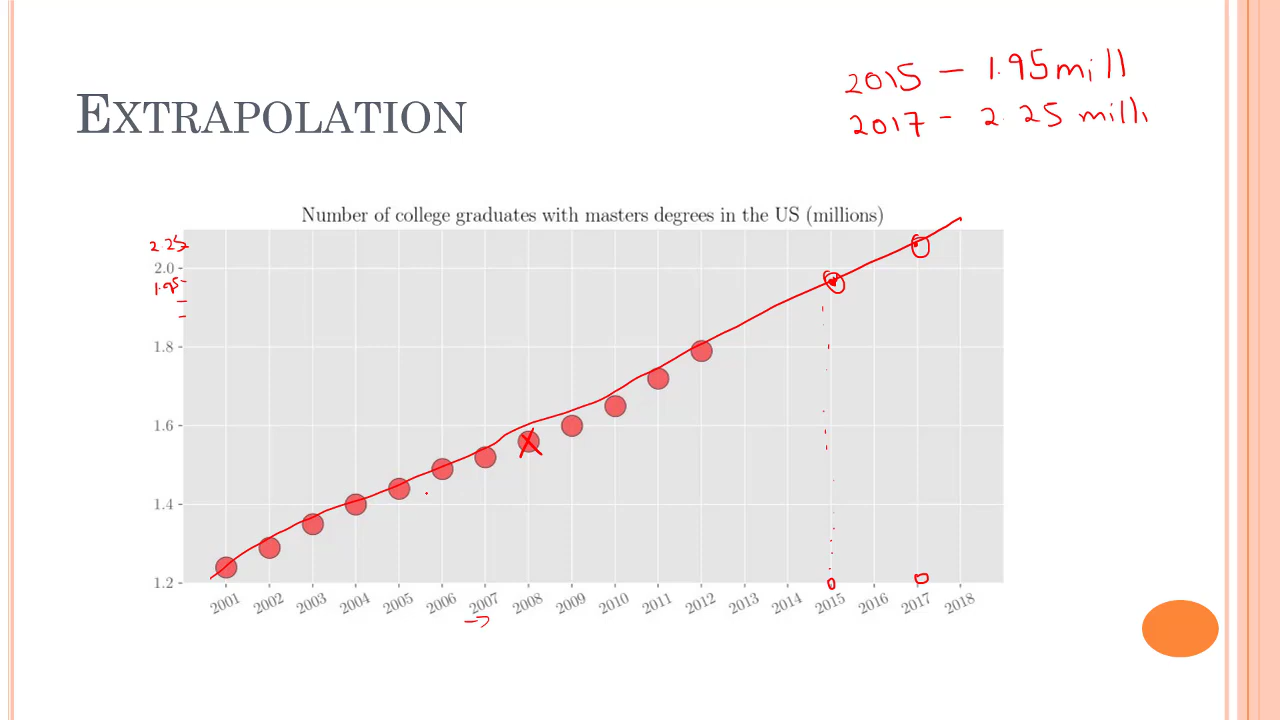 2015 - 1.95 mill
EXTRAPOLATION
2017 - 2.25 milli
Number of college graduates with masters degrees in the US (millions)
2.25
2.0
1.95
1.8
1.6
1.4
1.2
2001 2002 2003 2004 2005 2006 2007 2008 2009 2010 2011 2012 2013 2014 2015 2016 2017 2018